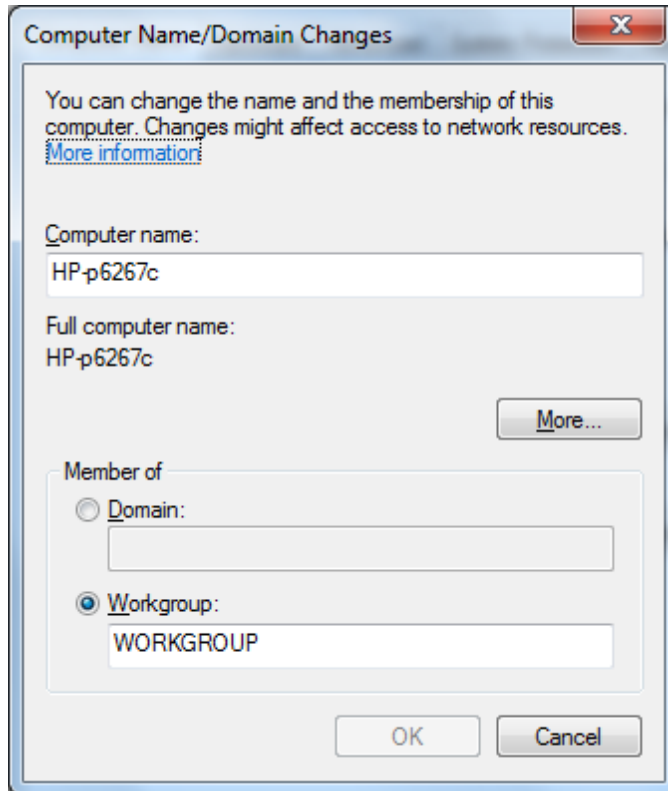 Computer Name/Domain Changes
You can change the name and the membership of this
computer. Changes might affect access to network resources.
More information
Computer name:
HP-p6267c
Full computer name:
HP-p6267c
More...
Member of
Domain:
Workgroup:
WORKGROUP
OK
Cancel